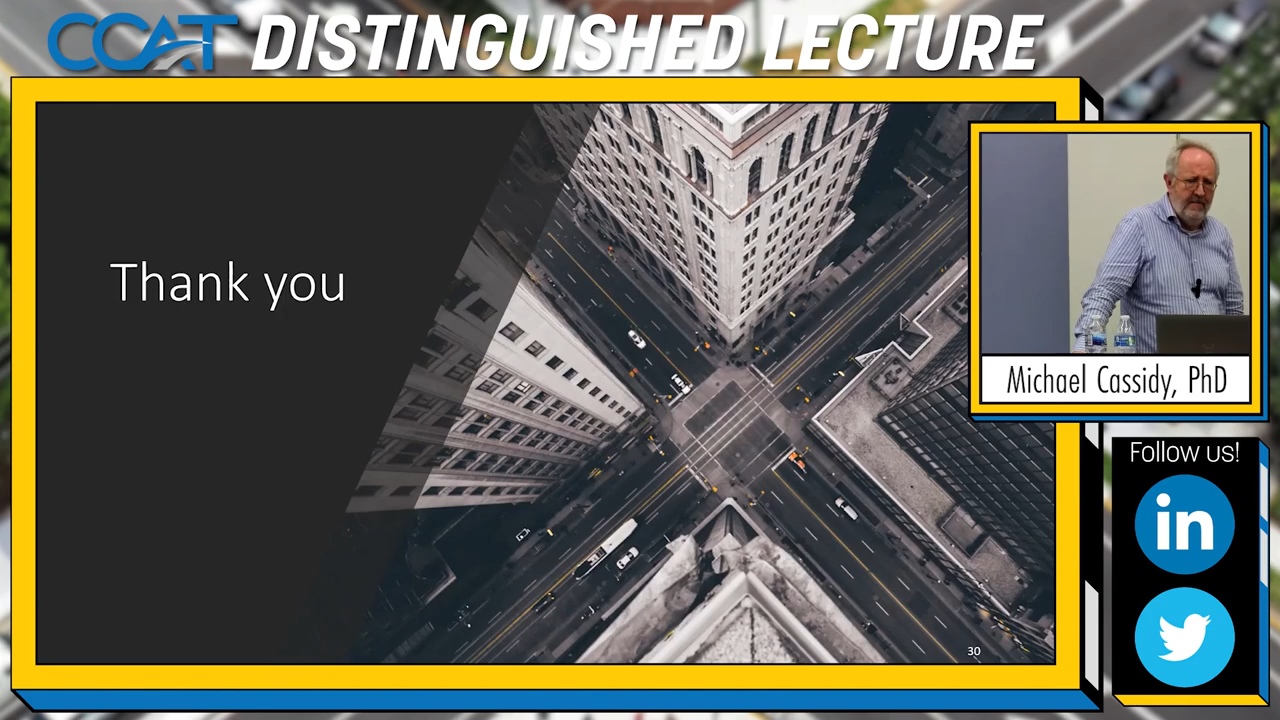 CCAT DISTINGUISHED LECTURE
Thank you
30
Michael Cassidy, PhD
Follow us!
in